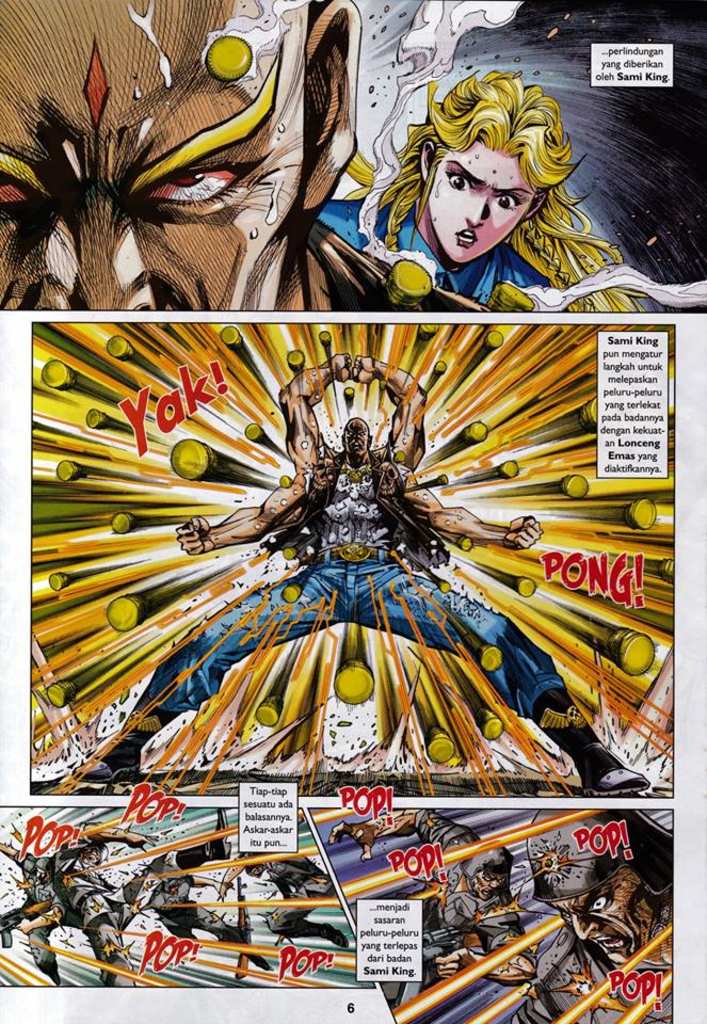 ...perlindungan
yang diberikan
oleh Sami King.
Sami King
pun mengatur
langkah untuk
melepaskan
peluru-peluru
yang terlekat
pada badannya
dengan kekuat-
an Lonceng
Emas yang
diaktifkannya.
Yak!
PONG!
Tiap-tiap
sesuatu ada
balasannya.
Askar-askar
itu pun...
POP!
POP!
POP!
POP!
POP!
POP!
POP!
POP!
...menjadi
sasaran
peluru-peluru
yang terlepas
dari badan
Sami King.
6